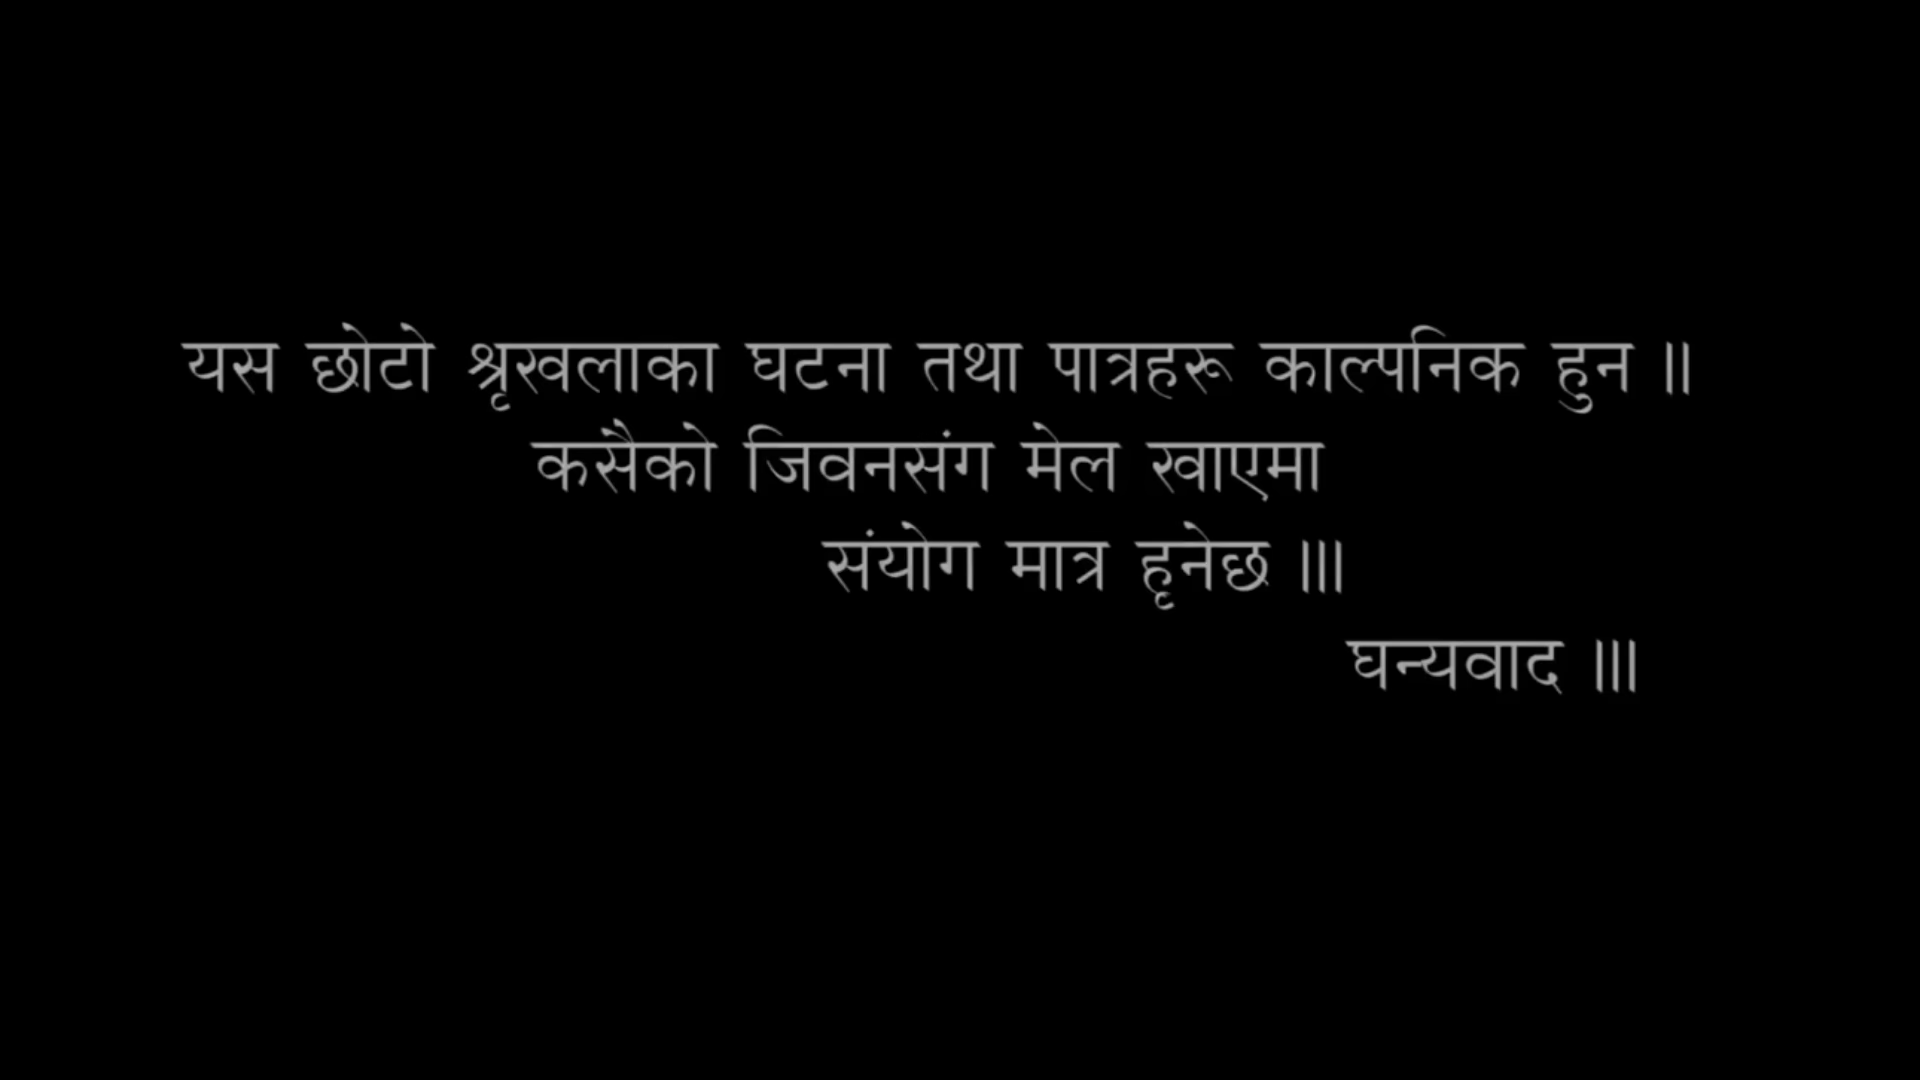 यस छोटो श्रृखलाका घटना तथा पात्रहरू काल्पनिक हुन ॥
कसैको जिवनसंग मेल खाएमा
संयोग मात्र हृनेछ ॥।
घन्यवाद ॥।